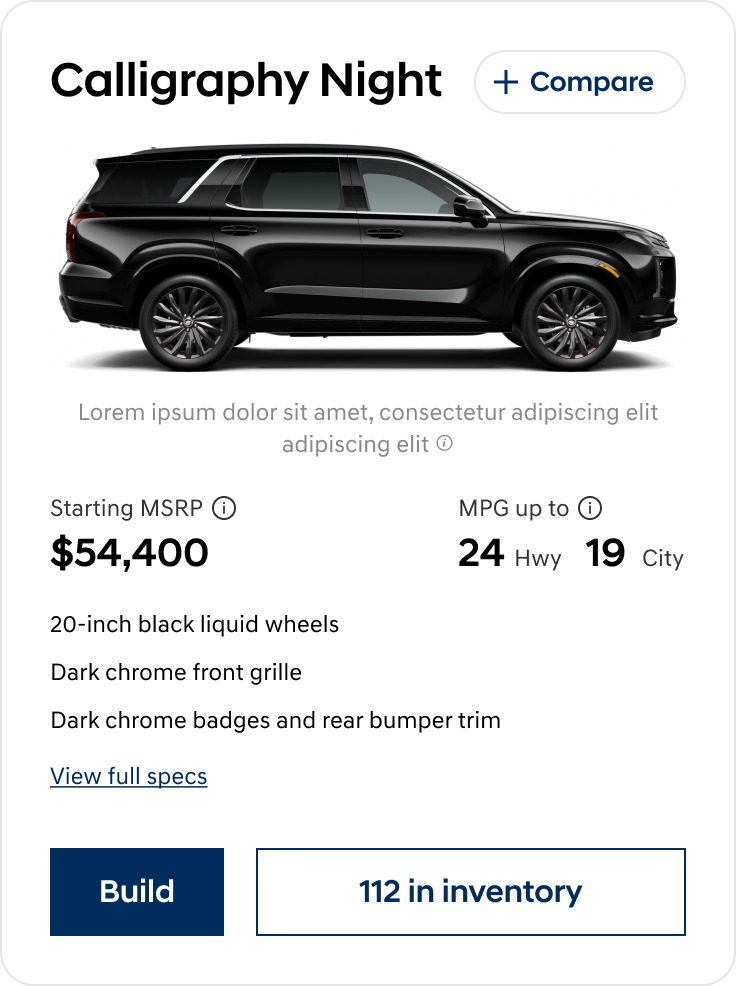 Calligraphy Night
Compare
Lorem ipsum dolor sit amet, consectetur adipiscing elit
adipiscing elit
Starting MSRP
MPG up to
$54,400
24 Hwy 19 City
20-inch black liquid wheels
Dark chrome front grille
Dark chrome badges and rear bumper trim
View full specs
Build
112 in inventory